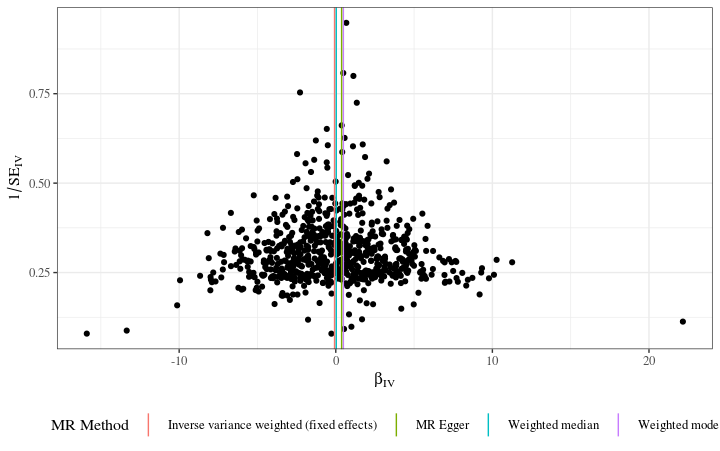 0.75
0.50
0.25
1/SE_IV
-10 0 10 20
β_IV
MR Method Inverse variance weighted (fixed effects) MR Egger Weighted median Weighted mode